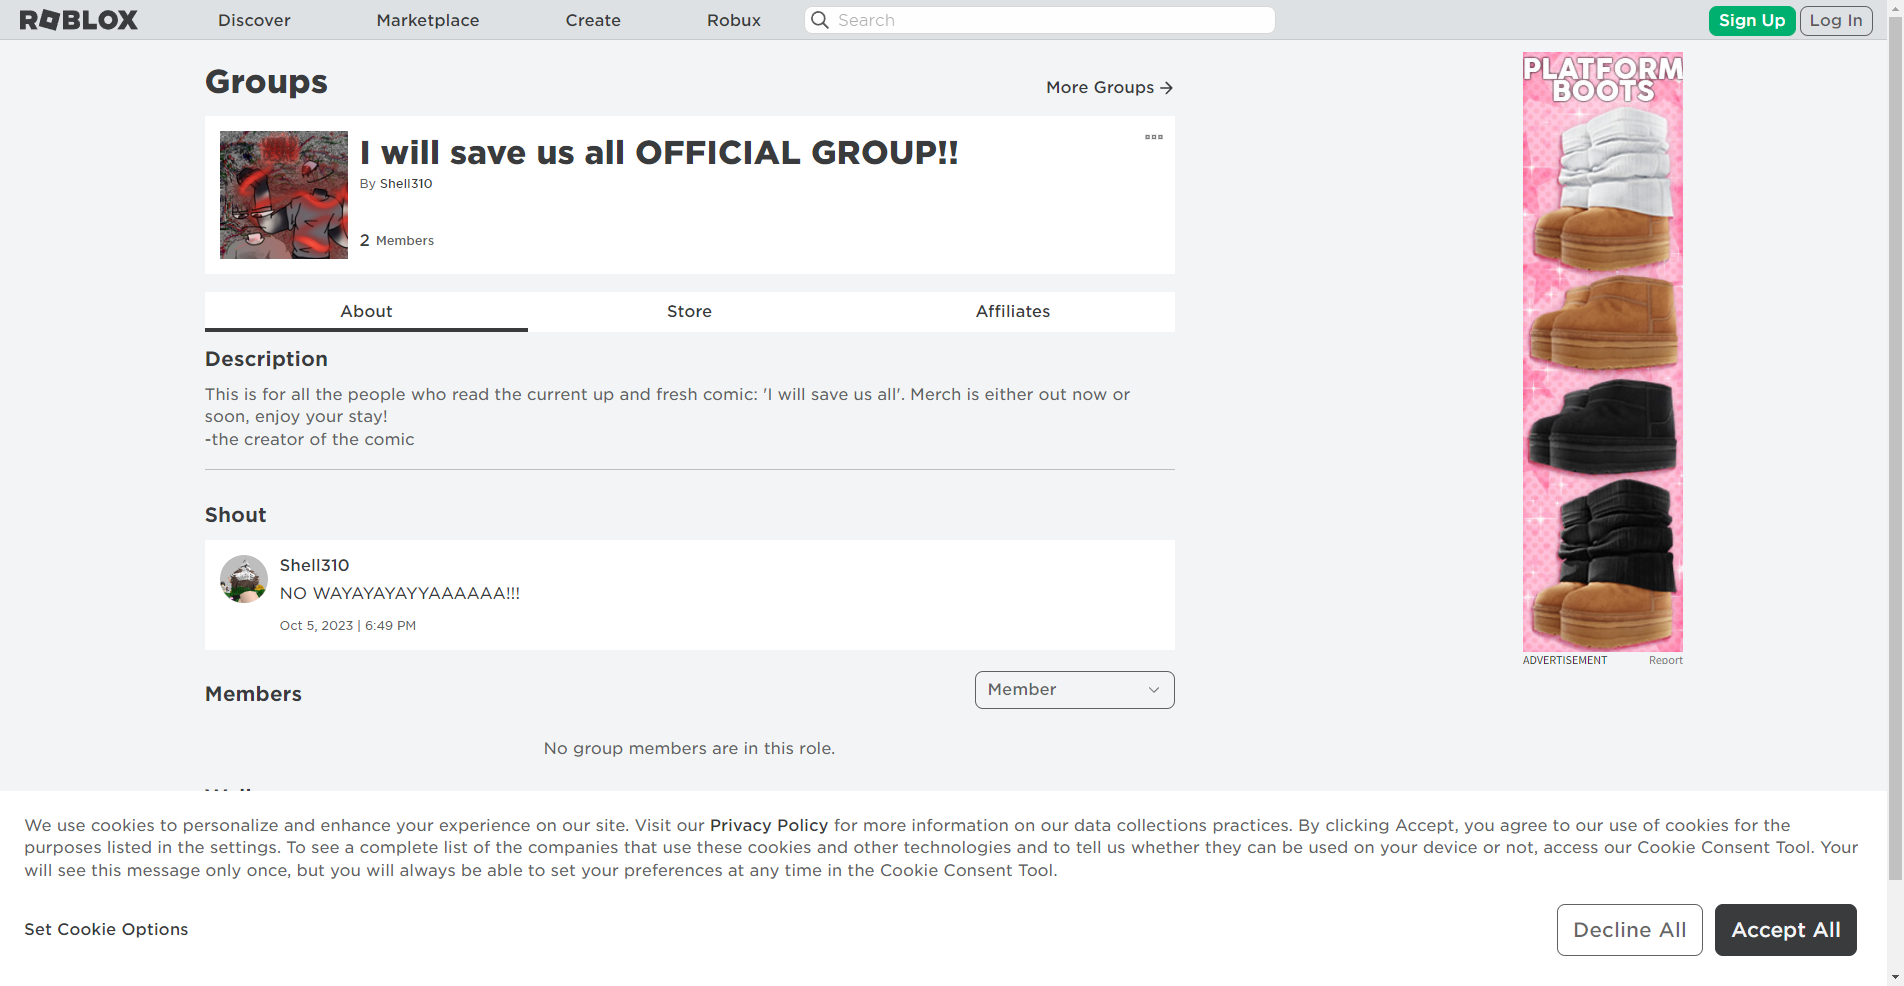 ROBLOX
Discover
Marketplace
Create
Robux
Search
Sign Up
Log In
Groups
More Groups
I will save us all OFFICIAL GROUP!!
By Shell310
2 Members
About
Store
Affiliates
Description
This is for all the people who read the current up and fresh comic: 'I will save us all'. Merch is either out now or
soon, enjoy your stay!
-the creator of the comic
Shout
Shell310
NO WAYAYAYAYYAAAAAA!!!
Oct 5, 2023 | 6:49 PM
Members
Member
No group members are in this role.
PLATFORM
BOOTS
ADVERTISEMENT
Report
We use cookies to personalize and enhance your experience on our site. Visit our Privacy Policy for more information on our data collections practices. By clicking Accept, you agree to our use of cookies for the
purposes listed in the settings. To see a complete list of the companies that use these cookies and other technologies and to tell us whether they can be used on your device or not, access our Cookie Consent Tool. Your
will see this message only once, but you will always be able to set your preferences at any time in the Cookie Consent Tool.
Set Cookie Options
Decline All
Accept All